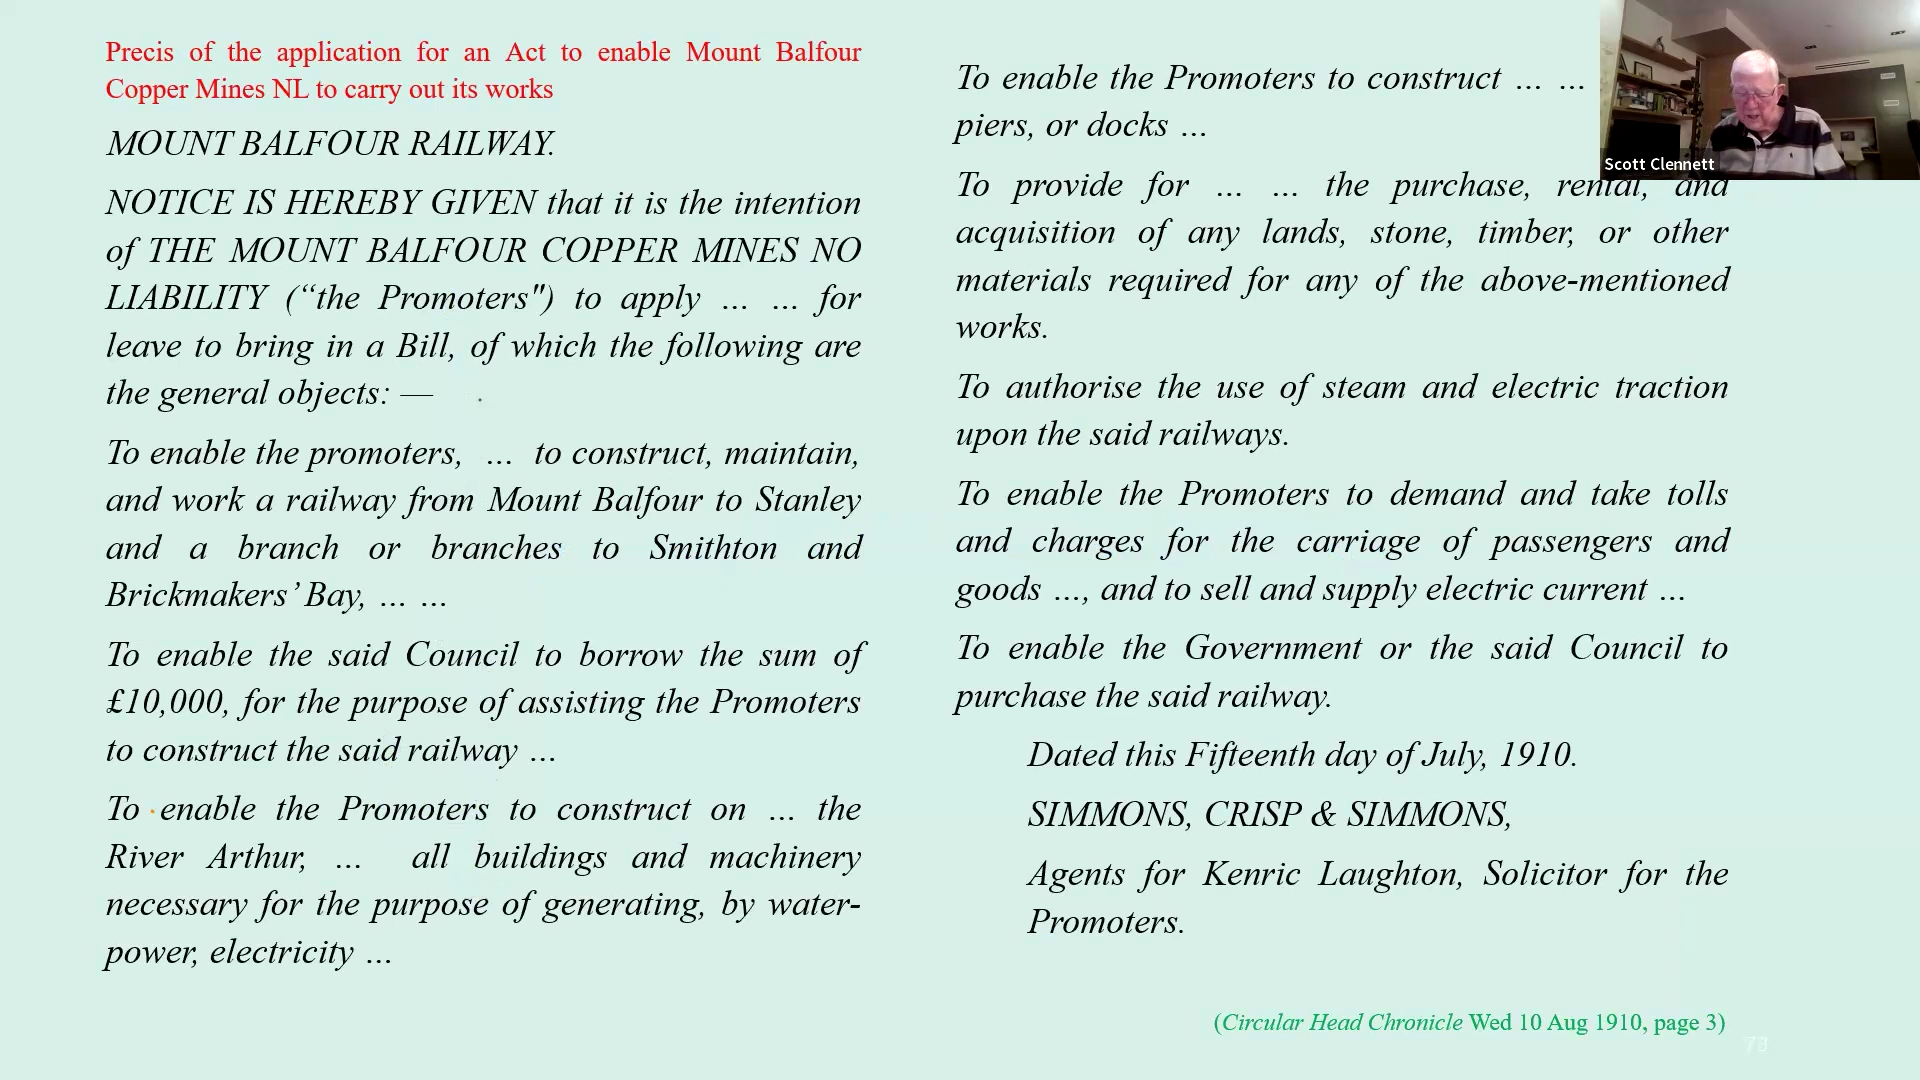 Precis of the application for an Act to enable Mount Balfour
Copper Mines NL to carry out its works
MOUNT BALFOUR RAILWAY.
NOTICE IS HEREBY GIVEN that it is the intention
of THE MOUNT BALFOUR COPPER MINES NO
LIABILITY (“the Promoters") to apply … … for
leave to bring in a Bill, of which the following are
the general objects: —
To enable the promoters, … to construct, maintain,
and work a railway from Mount Balfour to Stanley
and a branch or branches to Smithton and
Brickmakers’ Bay, … …
To enable the said Council to borrow the sum of
£10,000, for the purpose of assisting the Promoters
to construct the said railway …
To enable the Promoters to construct on … the
River Arthur, … all buildings and machinery
necessary for the purpose of generating, by water-
power, electricity …
To enable the Promoters to construct … …
piers, or docks …
To provide for … … the purchase, rental, and
acquisition of any lands, stone, timber, or other
materials required for any of the above-mentioned
works.
To authorise the use of steam and electric traction
upon the said railways.
To enable the Promoters to demand and take tolls
and charges for the carriage of passengers and
goods …, and to sell and supply electric current …
To enable the Government or the said Council to
purchase the said railway.
Dated this Fifteenth day of July, 1910.
SIMMONS, CRISP & SIMMONS,
Agents for Kenric Laughton, Solicitor for the
Promoters.
(Circular Head Chronicle Wed 10 Aug 1910, page 3)
73
Scott Clennett